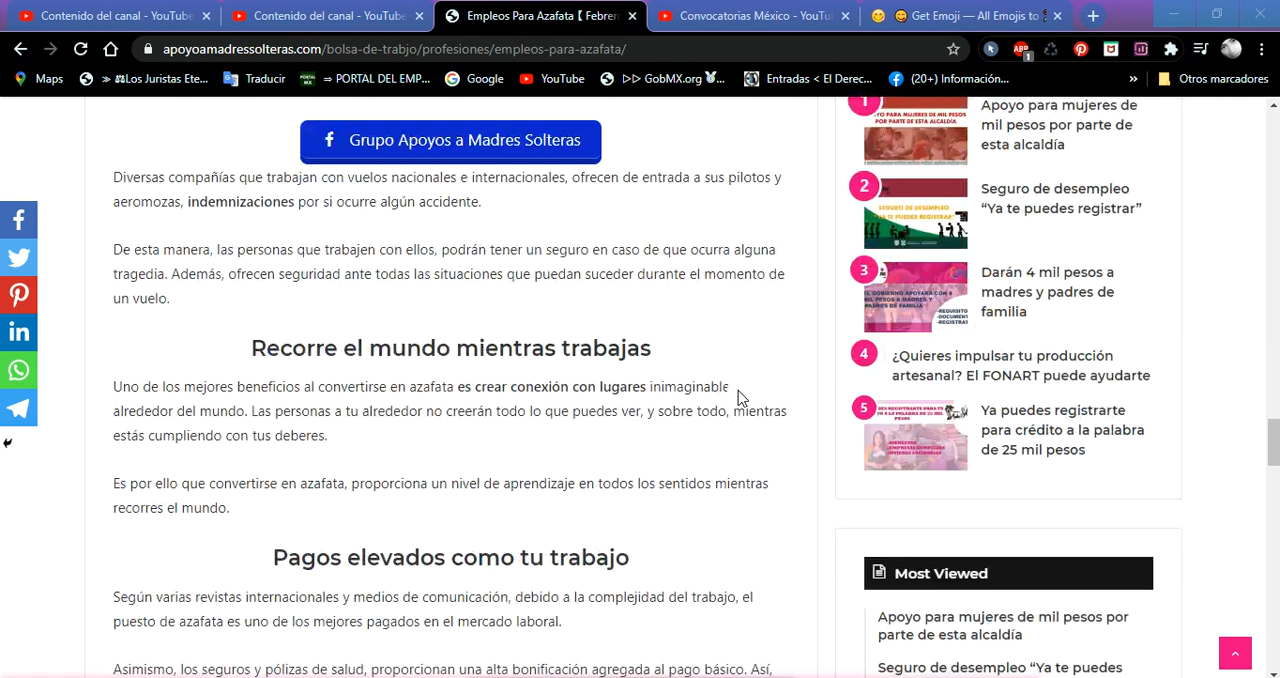 Contenido del canal - YouTube
Contenido del canal - YouTube
Empleos Para Azafata【 Febrer
Convocatorias México - YouTu
Get Emoji — All Emojis to
apoyoamadressolteras.com/bolsa-de-trabjo/profesiones/empleos-para-azafata/
ABP
1
Maps
» ⚖Los Juristas Ete...
Traducir
⇒ PORTAL DEL EMP...
Google
YouTube
▷▷ GobMX.org
Entradas < El Derec...
(20+) Información...
»
Otros marcadores
Grupo Apoyos a Madres Solteras
Diversas compañías que trabajan con vuelos nacionales e internacionales, ofrecen de entrada a sus pilotos y
aeromozas, indemnizaciones por si ocurre algún accidente.
De esta manera, las personas que trabajen con ellos, podrán tener un seguro en caso de que ocurra alguna
tragedia. Además, ofrecen seguridad ante todas las situaciones que puedan suceder durante el momento de
un vuelo.
Recorre el mundo mientras trabajas
Uno de los mejores beneficios al convertirse en azafata es crear conexión con lugares inimaginable
alrededor del mundo. Las personas a tu alrededor no creerán todo lo que puedes ver, y sobre todo, mientras
estás cumpliendo con tus deberes.
Es por ello que convertirse en azafata, proporciona un nivel de aprendizaje en todos los sentidos mientras
recorres el mundo.
Pagos elevados como tu trabajo
Según varias revistas internacionales y medios de comunicación, debido a la complejidad del trabajo, el
puesto de azafata es uno de los mejores pagados en el mercado laboral.
Asimismo, los seguros y pólizas de salud, proporcionan una alta bonificación agregada al pago básico. Así,
1
POR PARTE DE ESTA ALCALDÍA
Apoyo para mujeres de
mil pesos por parte de
esta alcaldía
2
SEGURO DE DESEMPLEO
Seguro de desempleo
“Ya te puedes registrar”
3
Darán 4 mil pesos a
madres y padres de
familia
4
¿Quieres impulsar tu producción
artesanal? El FONART puede ayudarte
5
Ya puedes registrarte
para crédito a la palabra
de 25 mil pesos
Most Viewed
Apoyo para mujeres de mil pesos por
parte de esta alcaldía
Seguro de desempleo “Ya te puedes